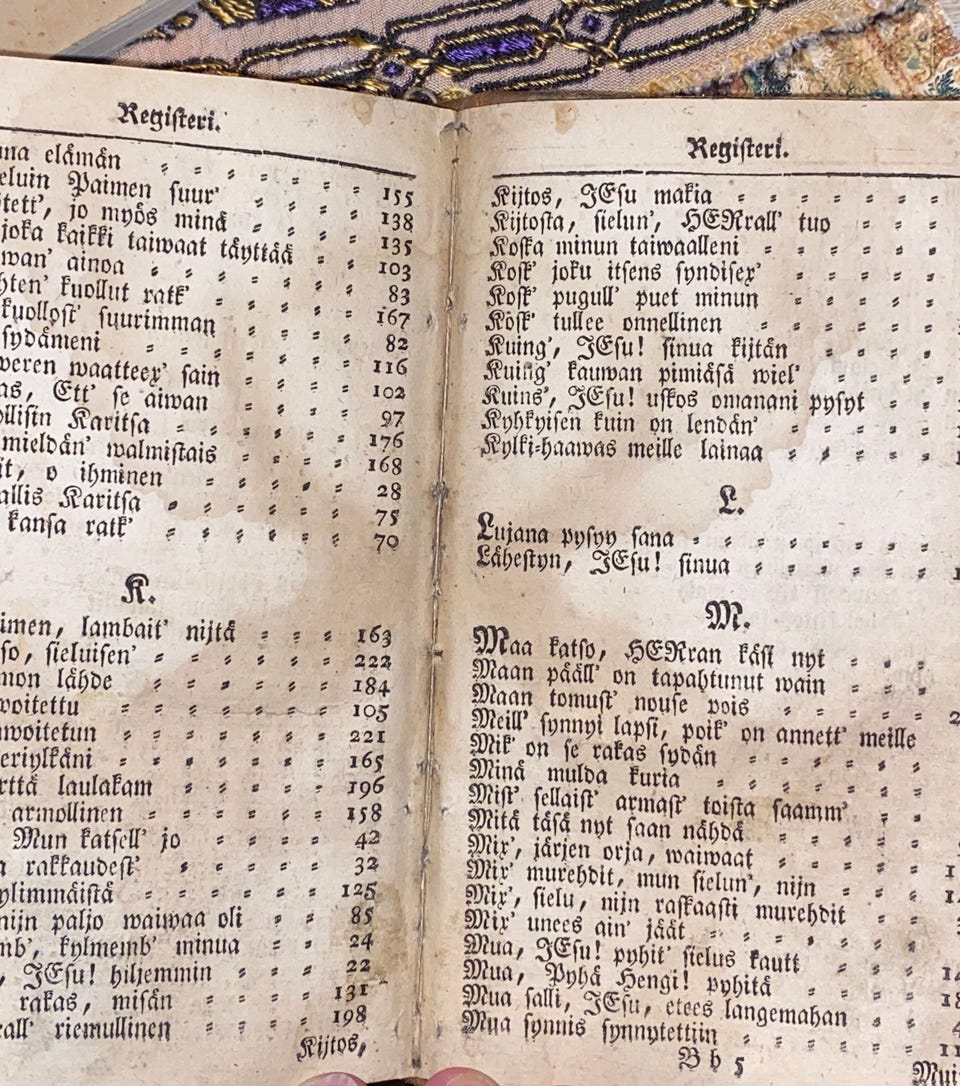 Registeri.
elämän 155
Paimen suur' 138
jo myös minä 135
joka kaikki taiwaat täyttää 103
ainoa 83
kuollut ratk' 167
suurimman 82
sydämeni 116
weren waatteex' sain 102
Ett' se aiwan 97
Karitsa 176
mieldän' walmistais 168
o ihminen 28
Karitsa 75
kansa ratk' 70
K.
lambait' nijtä 163
sieluisen' 222
lähde 184
105
221
165
laulakam 196
armollinen 158
Mun katsell' jo 42
rakkaudest' 32
125
nijn paljo waiwaa oli 85
kylmemb' minua 24
JEsu! hiljemmin 22
rakas, misän 131
riemullinen 198
Kijtos,
Registeri.
Kijtos, JEsu makia
Kijtosta, sielun', HERrall' tuo
Koska minun taiwaalleni
Kosk' joku itsens syndisex'
Kosk' pugull' puet minun
Kosk' tullee onnellinen
Kuing', JEsu! sinua kijtän
Kuing' kauwan pimiäsä wiel'
Kuins', JEsu! uskos omanani pysyt
Kyhkyisen kuin on lendän'
Kylki-haawas meille lainaa
L.
Lujana pysyy sana
Lähestyn, JEsu! sinua
M.
Maa katso, HERran käsi nyt
Maan pääll' on tapahtunut wain
Maan tomust' nouse pois
Meill' synnyi lapsi, poik' on annett' meille
Mik' on se rakas sydän
Minä mulda kuria
Mist' sellaist' armast' toista saamm'
Mitä täsä nyt saan nähdä
Mix', järjen orja, waiwaat
Mix' murehdit, mun sielun', nijn
Mix', sielu, nijn raskaasti murehdit
Mix' unees ain' jäät
Mua, JEsu! pyhit' sielus kautt
Mua, Pyhä Hengi! pyhitä
Mua salli, JEsu, etees langemahan
Mua synnis synnytettiin
B b 5